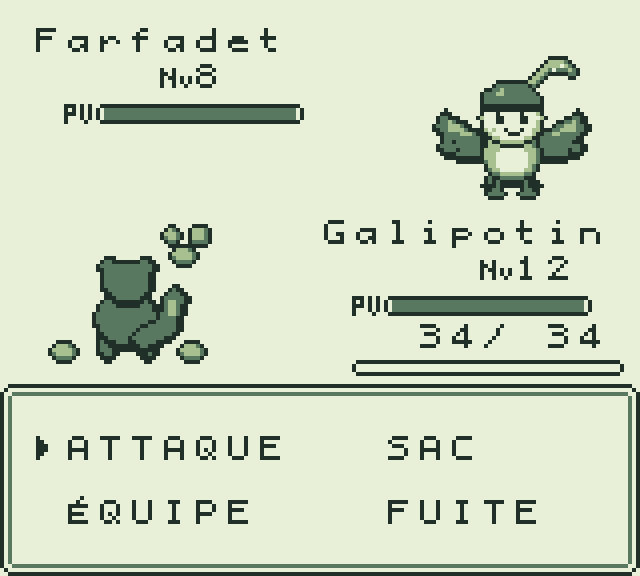 Farfadet
Nv8
PV
Galipotin
Nv12
PV
34/ 34
ATTAQUE SAC
ÉQUIPE FUITE